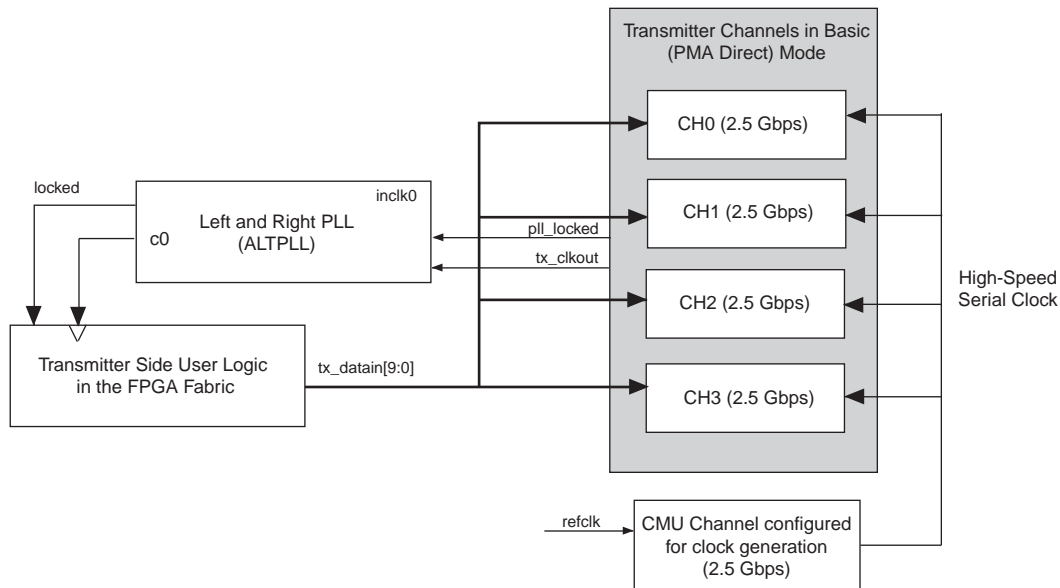 Transmitter Channels in Basic
(PMA Direct) Mode
CH0 (2.5 Gbps)
locked
inclk0
Left and Right PLL
(ALTPLL)
c0
CH1 (2.5 Gbps)
pll_locked
tx_clkout
CH2 (2.5 Gbps)
High-Speed
Serial Clock
Transmitter Side User Logic
in the FPGA Fabric
tx_datain[9:0]
CH3 (2.5 Gbps)
refclk
CMU Channel configured
for clock generation
(2.5 Gbps)